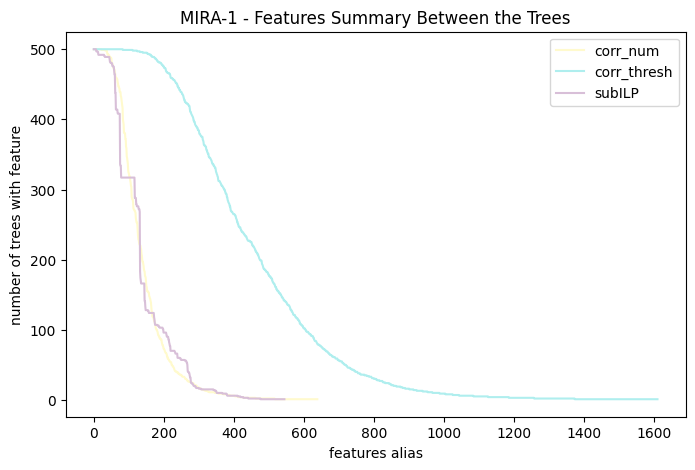 MIRA-1 - Features Summary Between the Trees
corr_num
corr_thresh
subILP
number of trees with feature
500
400
300
200
100
0
0 200 400 600 800 1000 1200 1400 1600
features alias